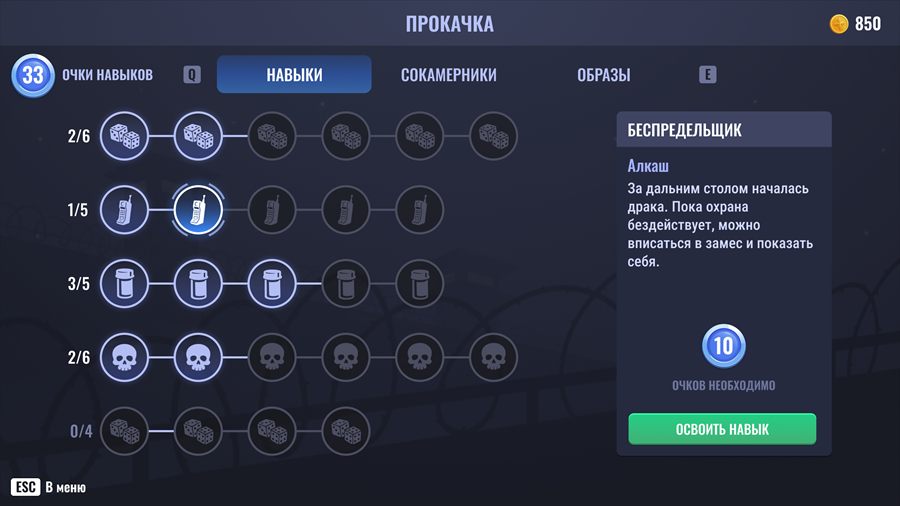 ПРОКАЧКА
850
33 ОЧКИ НАВЫКОВ
Q
НАВЫКИ
СОКАМЕРНИКИ
ОБРАЗЫ
E
2/6
1/5
3/5
2/6
0/4
БЕСПРЕДЕЛЬЩИК
Алкаш
За дальним столом началась
драка. Пока охрана
бездействует, можно
вписаться в замес и показать
себя.
10
ОЧКОВ НЕОБХОДИМО
ОСВОИТЬ НАВЫК
ESC В меню